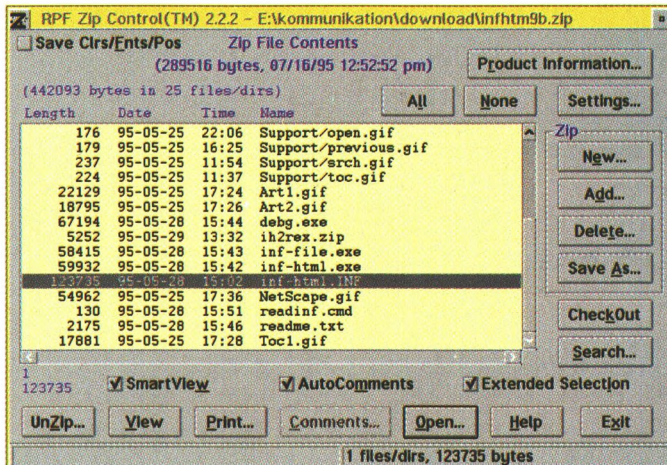 RPF Zip Control(TM) 2.2.2 - E:\kommunikation\download\infhtm9b.zip
Save Clrs/Fnts/Pos
Zip File Contents
(289516 bytes, 07/16/95 12:52:52 pm)
Product Information...
(442093 bytes in 25 files/dirs)
All
None
Settings...
Length Date Time Name
176 95-05-25 22:06 Support/open.gif
179 95-05-25 16:25 Support/previous.gif
237 95-05-25 11:54 Support/srch.gif
224 95-05-25 11:37 Support/toc.gif
22129 95-05-25 17:24 Art1.gif
18795 95-05-25 17:26 Art2.gif
67194 95-05-28 15:44 debg.exe
5252 95-05-29 13:32 ih2rex.zip
58415 95-05-28 15:43 inf-file.exe
59932 95-05-28 15:42 inf-html.exe
123735 95-05-28 15:02 inf-html.INF
54962 95-05-25 17:36 NetScape.gif
130 95-05-28 15:51 readinf.cmd
2175 95-05-28 15:46 readme.txt
17881 95-05-25 17:28 Toc1.gif
Zip
New...
Add...
Delete...
Save As...
CheckOut
Search...
1
123735
SmartView
AutoComments
Extended Selection
UnZip...
View
Print...
Comments...
Open...
Help
Exit
1 files/dirs, 123735 bytes